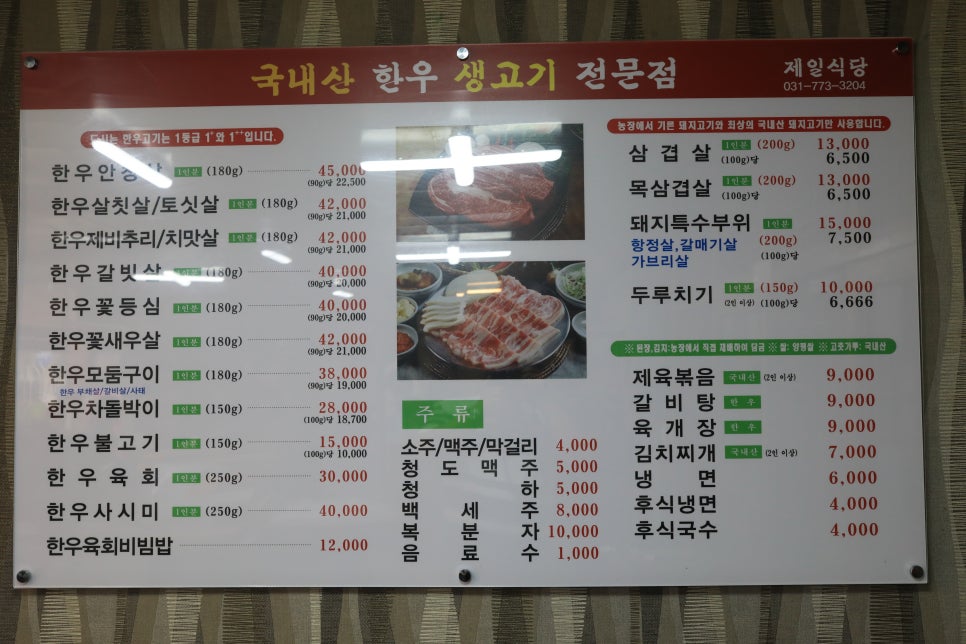 국내산 한우 생고기 전문점
제일식당
031-773-3204
한우고기는 1등급 1⁺와 1⁺⁺입니다.
한우안창살 1인분 (180g) 45,000
(90g)당 22,500
한우살칫살/토싯살 1인분 (180g) 42,000
(90g)당 21,000
한우제비추리/치맛살 1인분 (180g) 42,000
(90g)당 21,000
한우갈빗살 1인분 (180g) 40,000
(90g)당 20,000
한우꽃등심 1인분 (180g) 40,000
(90g)당 20,000
한우꽃새우살 1인분 (180g) 42,000
(90g)당 21,000
한우모둠구이 1인분 (180g) 38,000
한우 부채살/갈비살/사태 (90g)당 19,000
한우차돌박이 1인분 (150g) 28,000
(100g)당 18,700
한우불고기 1인분 (150g) 15,000
(100g)당 10,000
한우육회 1인분 (250g) 30,000
한우사시미 1인분 (250g) 40,000
한우육회비빔밥 12,000
주류
소주/맥주/막걸리 4,000
청도맥주 5,000
청하 5,000
백세주 8,000
복분자 10,000
음료수 1,000
농장에서 기른 돼지고기와 최상의 국내산 돼지고기만 사용합니다.
삼겹살 1인분 (200g) 13,000
(100g)당 6,500
목삼겹살 1인분 (200g) 13,000
(100g)당 6,500
돼지특수부위 1인분 15,000
항정살,갈매기살 (200g) 7,500
가브리살 (100g)당
두루치기 1인분 (150g) 10,000
(2인 이상) (100g)당 6,666
※ 된장,김치:농장에서 직접 재배하여 담금 ※ 쌀: 양평쌀 ※ 고춧가루: 국내산
제육볶음 국내산 (2인 이상) 9,000
갈비탕 한우 9,000
육개장 한우 9,000
김치찌개 국내산 (2인 이상) 7,000
냉면 6,000
후식냉면 4,000
후식국수 4,000